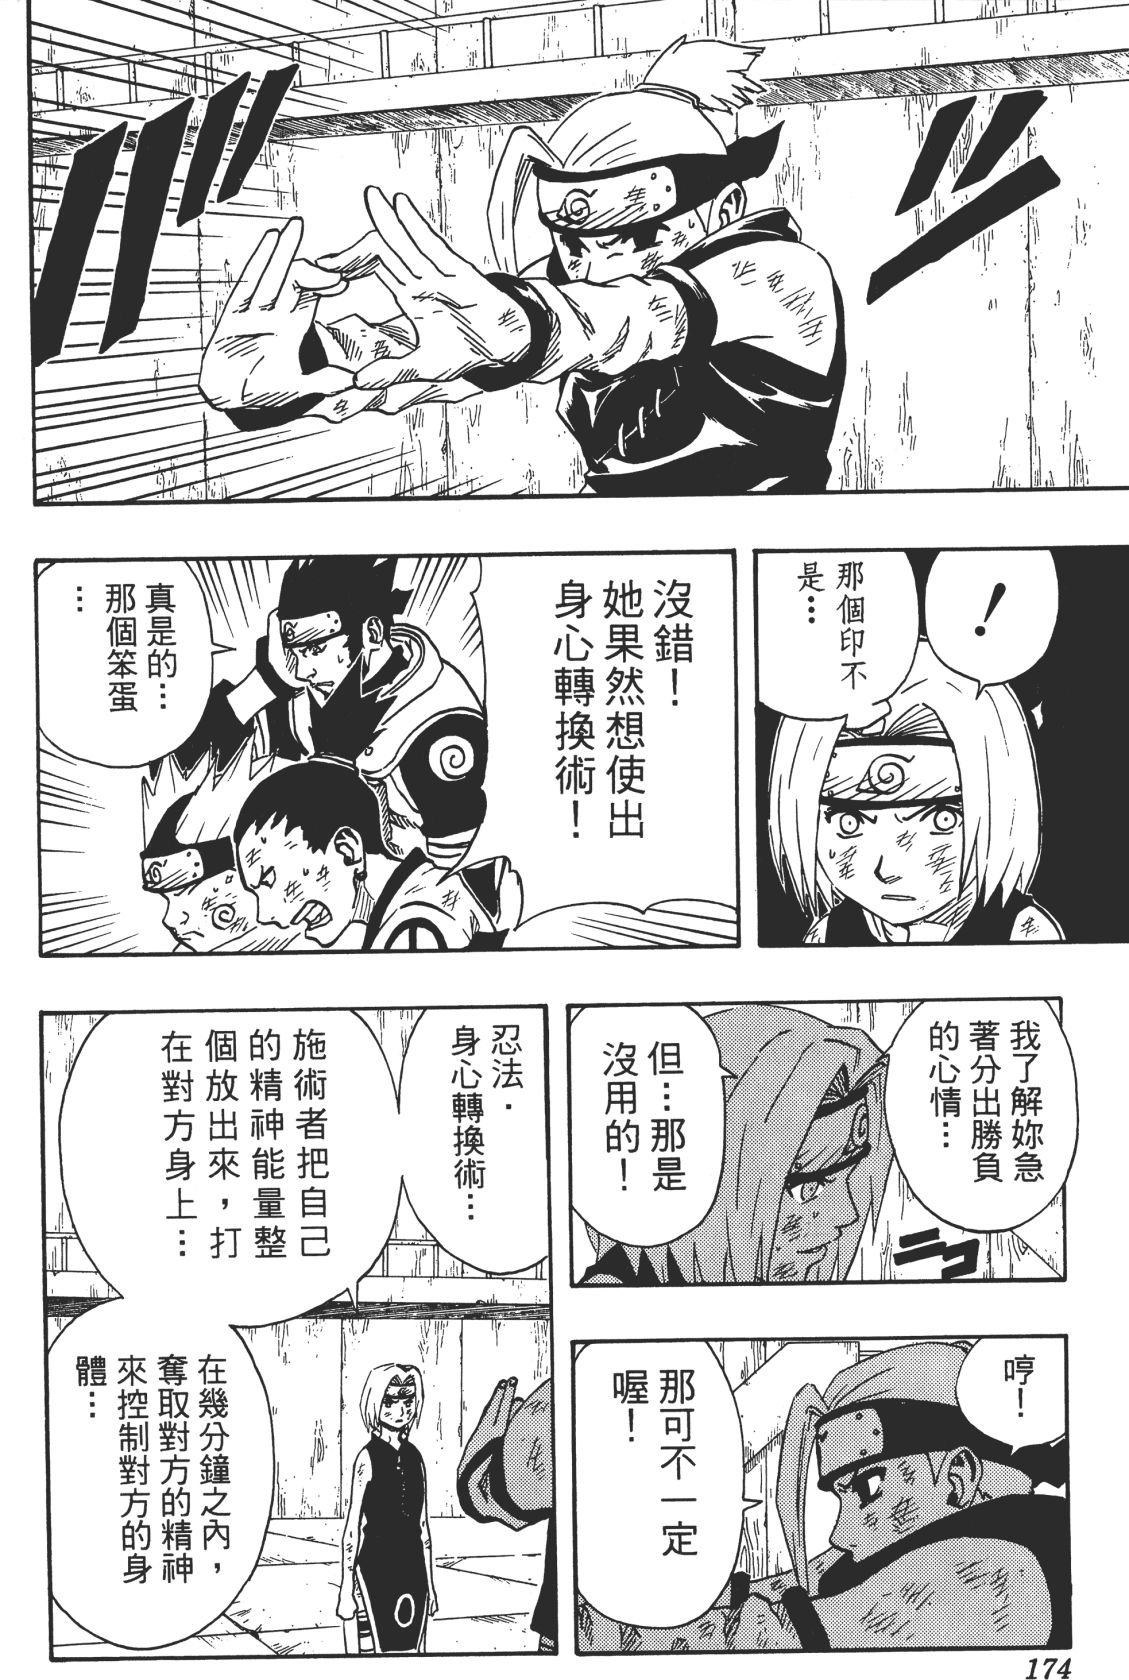 ！
那個印不
是…
沒錯！
她果然想使出
身心轉換術！
真是的…
那個笨蛋
…
我了解妳急
著分出勝負
的心情…
但…那是
沒用的！
ニコ
哼！
那可不一定
喔！
忍法．
身心轉換術…
施術者把自己
的精神能量整
個放出來，打
在對方身上…
在幾分鐘之內，
奪取對方的精神
來控制對方的身
體…
174